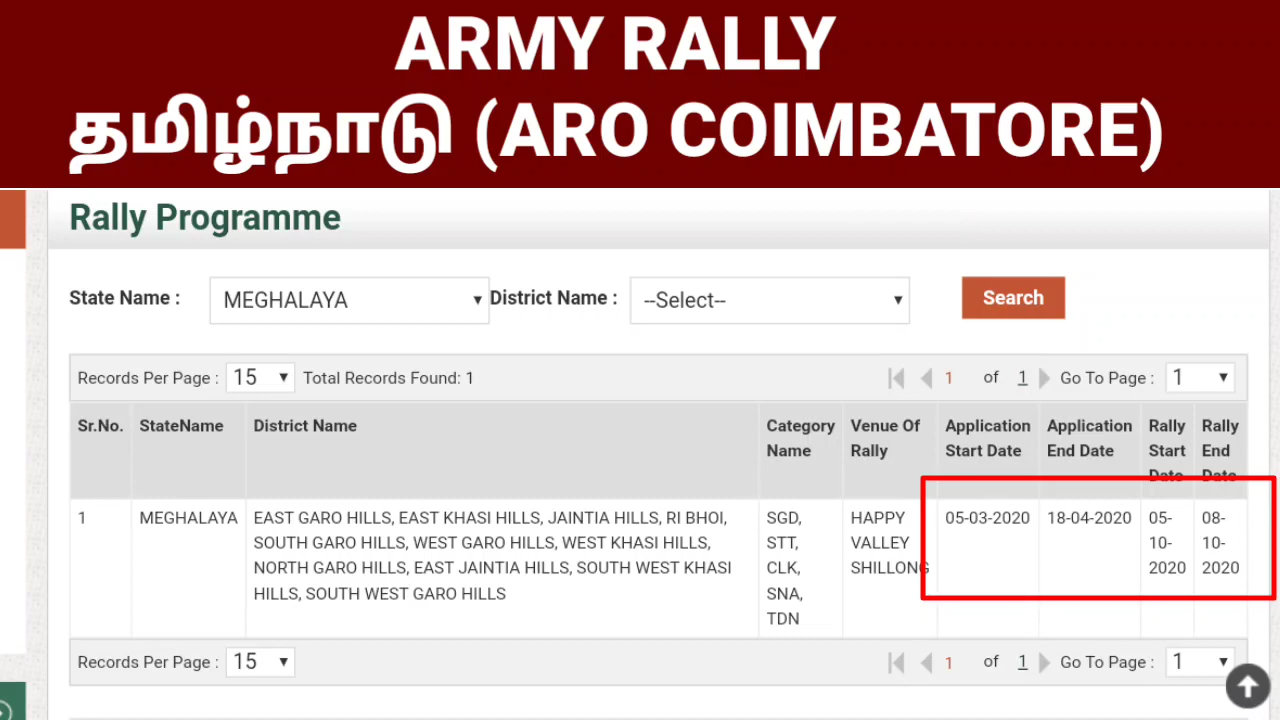 ARMY RALLY
தமிழ்நாடு (ARO COIMBATORE)
Rally Programme
State Name : MEGHALAYA District Name : --Select-- Search
Records Per Page : 15 Total Records Found: 1 1 of 1 Go To Page : 1
Sr.No. StateName District Name Category Name Venue Of Rally Application Start Date Application End Date Rally Start Date Rally End Date
1 MEGHALAYA EAST GARO HILLS, EAST KHASI HILLS, JAINTIA HILLS, RI BHOI, SGD, HAPPY 05-03-2020 18-04-2020 05- 08-
SOUTH GARO HILLS, WEST GARO HILLS, WEST KHASI HILLS, STT, VALLEY 10- 10-
NORTH GARO HILLS, EAST JAINTIA HILLS, SOUTH WEST KHASI CLK, SHILLONG 2020 2020
HILLS, SOUTH WEST GARO HILLS SNA,
TDN
Records Per Page : 15 1 of 1 Go To Page : 1